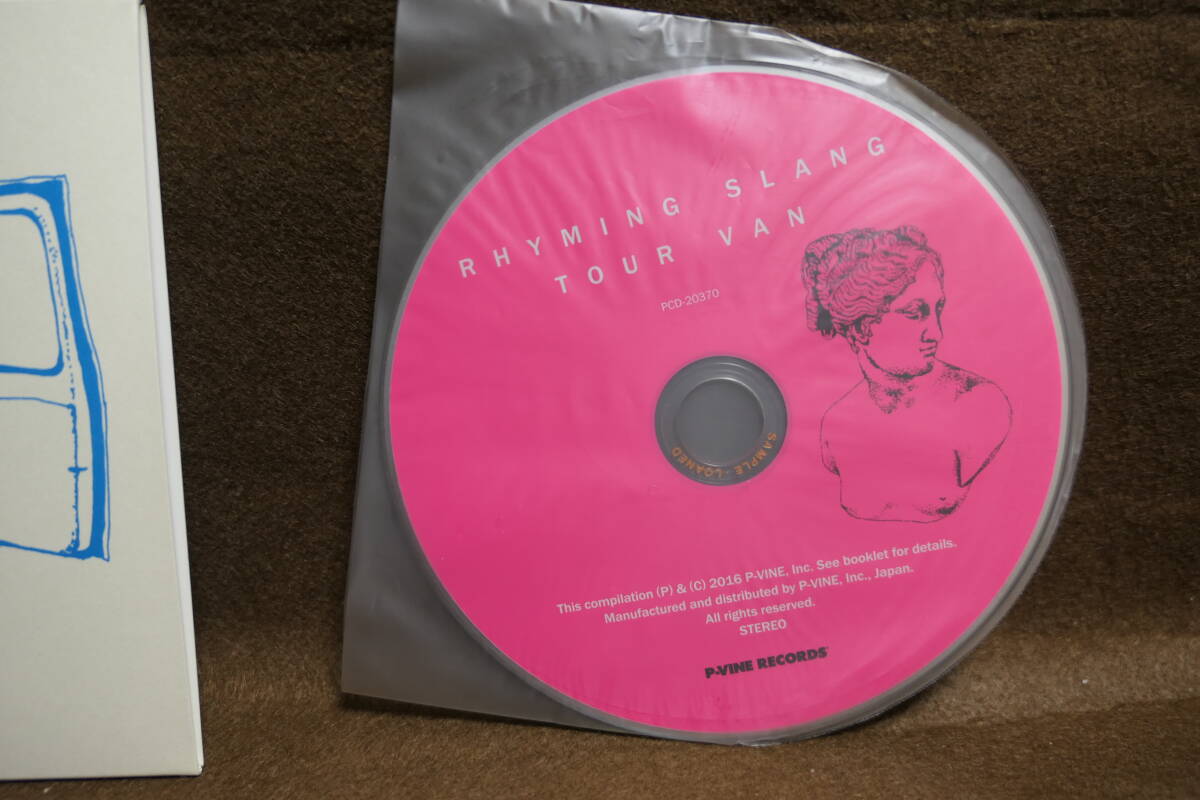 RHYMING SLANG
TOUR VAN
PCD-20370
SAMPLE・LOANED
This compilation (P) & (C) 2016 P-VINE, Inc. See booklet for details.
Manufactured and distributed by P-VINE, Inc., Japan.
All rights reserved.
STEREO
P-VINE RECORDS